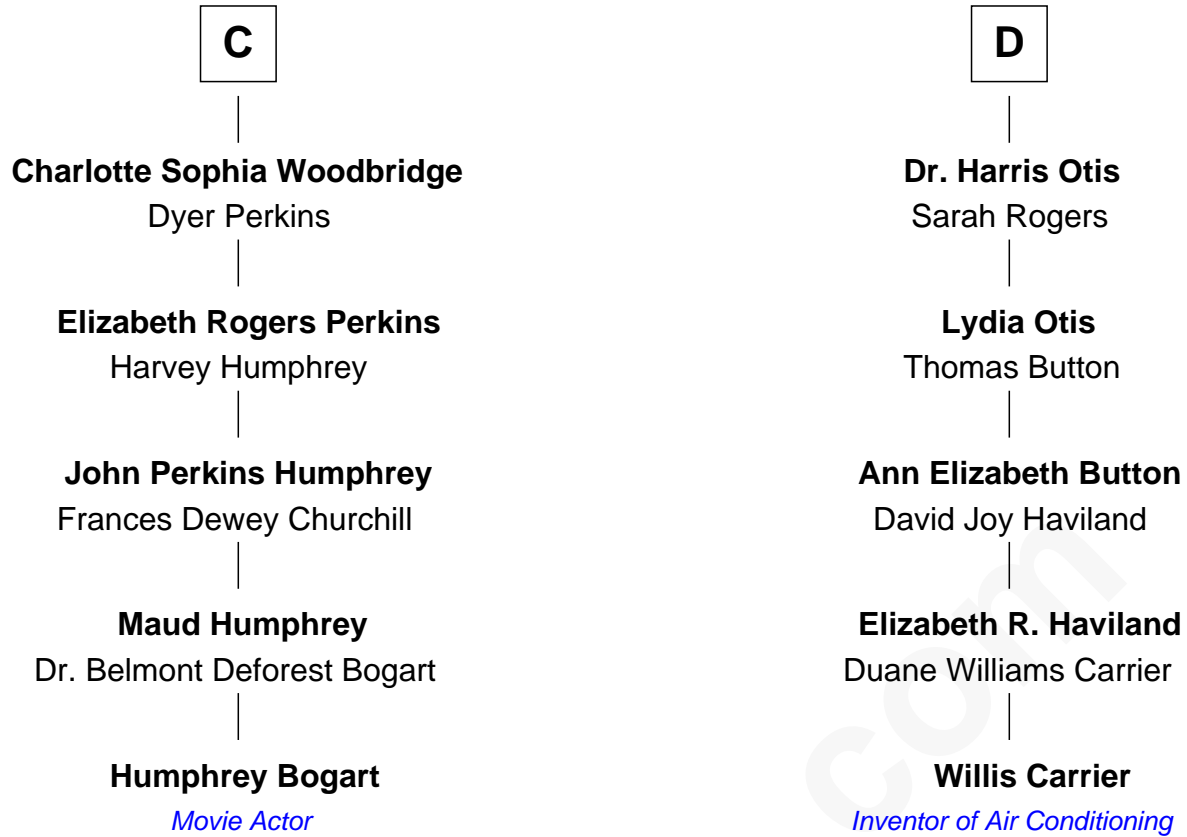 C
Charlotte Sophia Woodbridge
Dyer Perkins
Elizabeth Rogers Perkins
Harvey Humphrey
John Perkins Humphrey
Frances Dewey Churchill
Maud Humphrey
Dr. Belmont Deforest Bogart
Humphrey Bogart
Movie Actor
D
Dr. Harris Otis
Sarah Rogers
Lydia Otis
Thomas Button
Ann Elizabeth Button
David Joy Haviland
Elizabeth R. Haviland
Duane Williams Carrier
Willis Carrier
Inventor of Air Conditioning
com